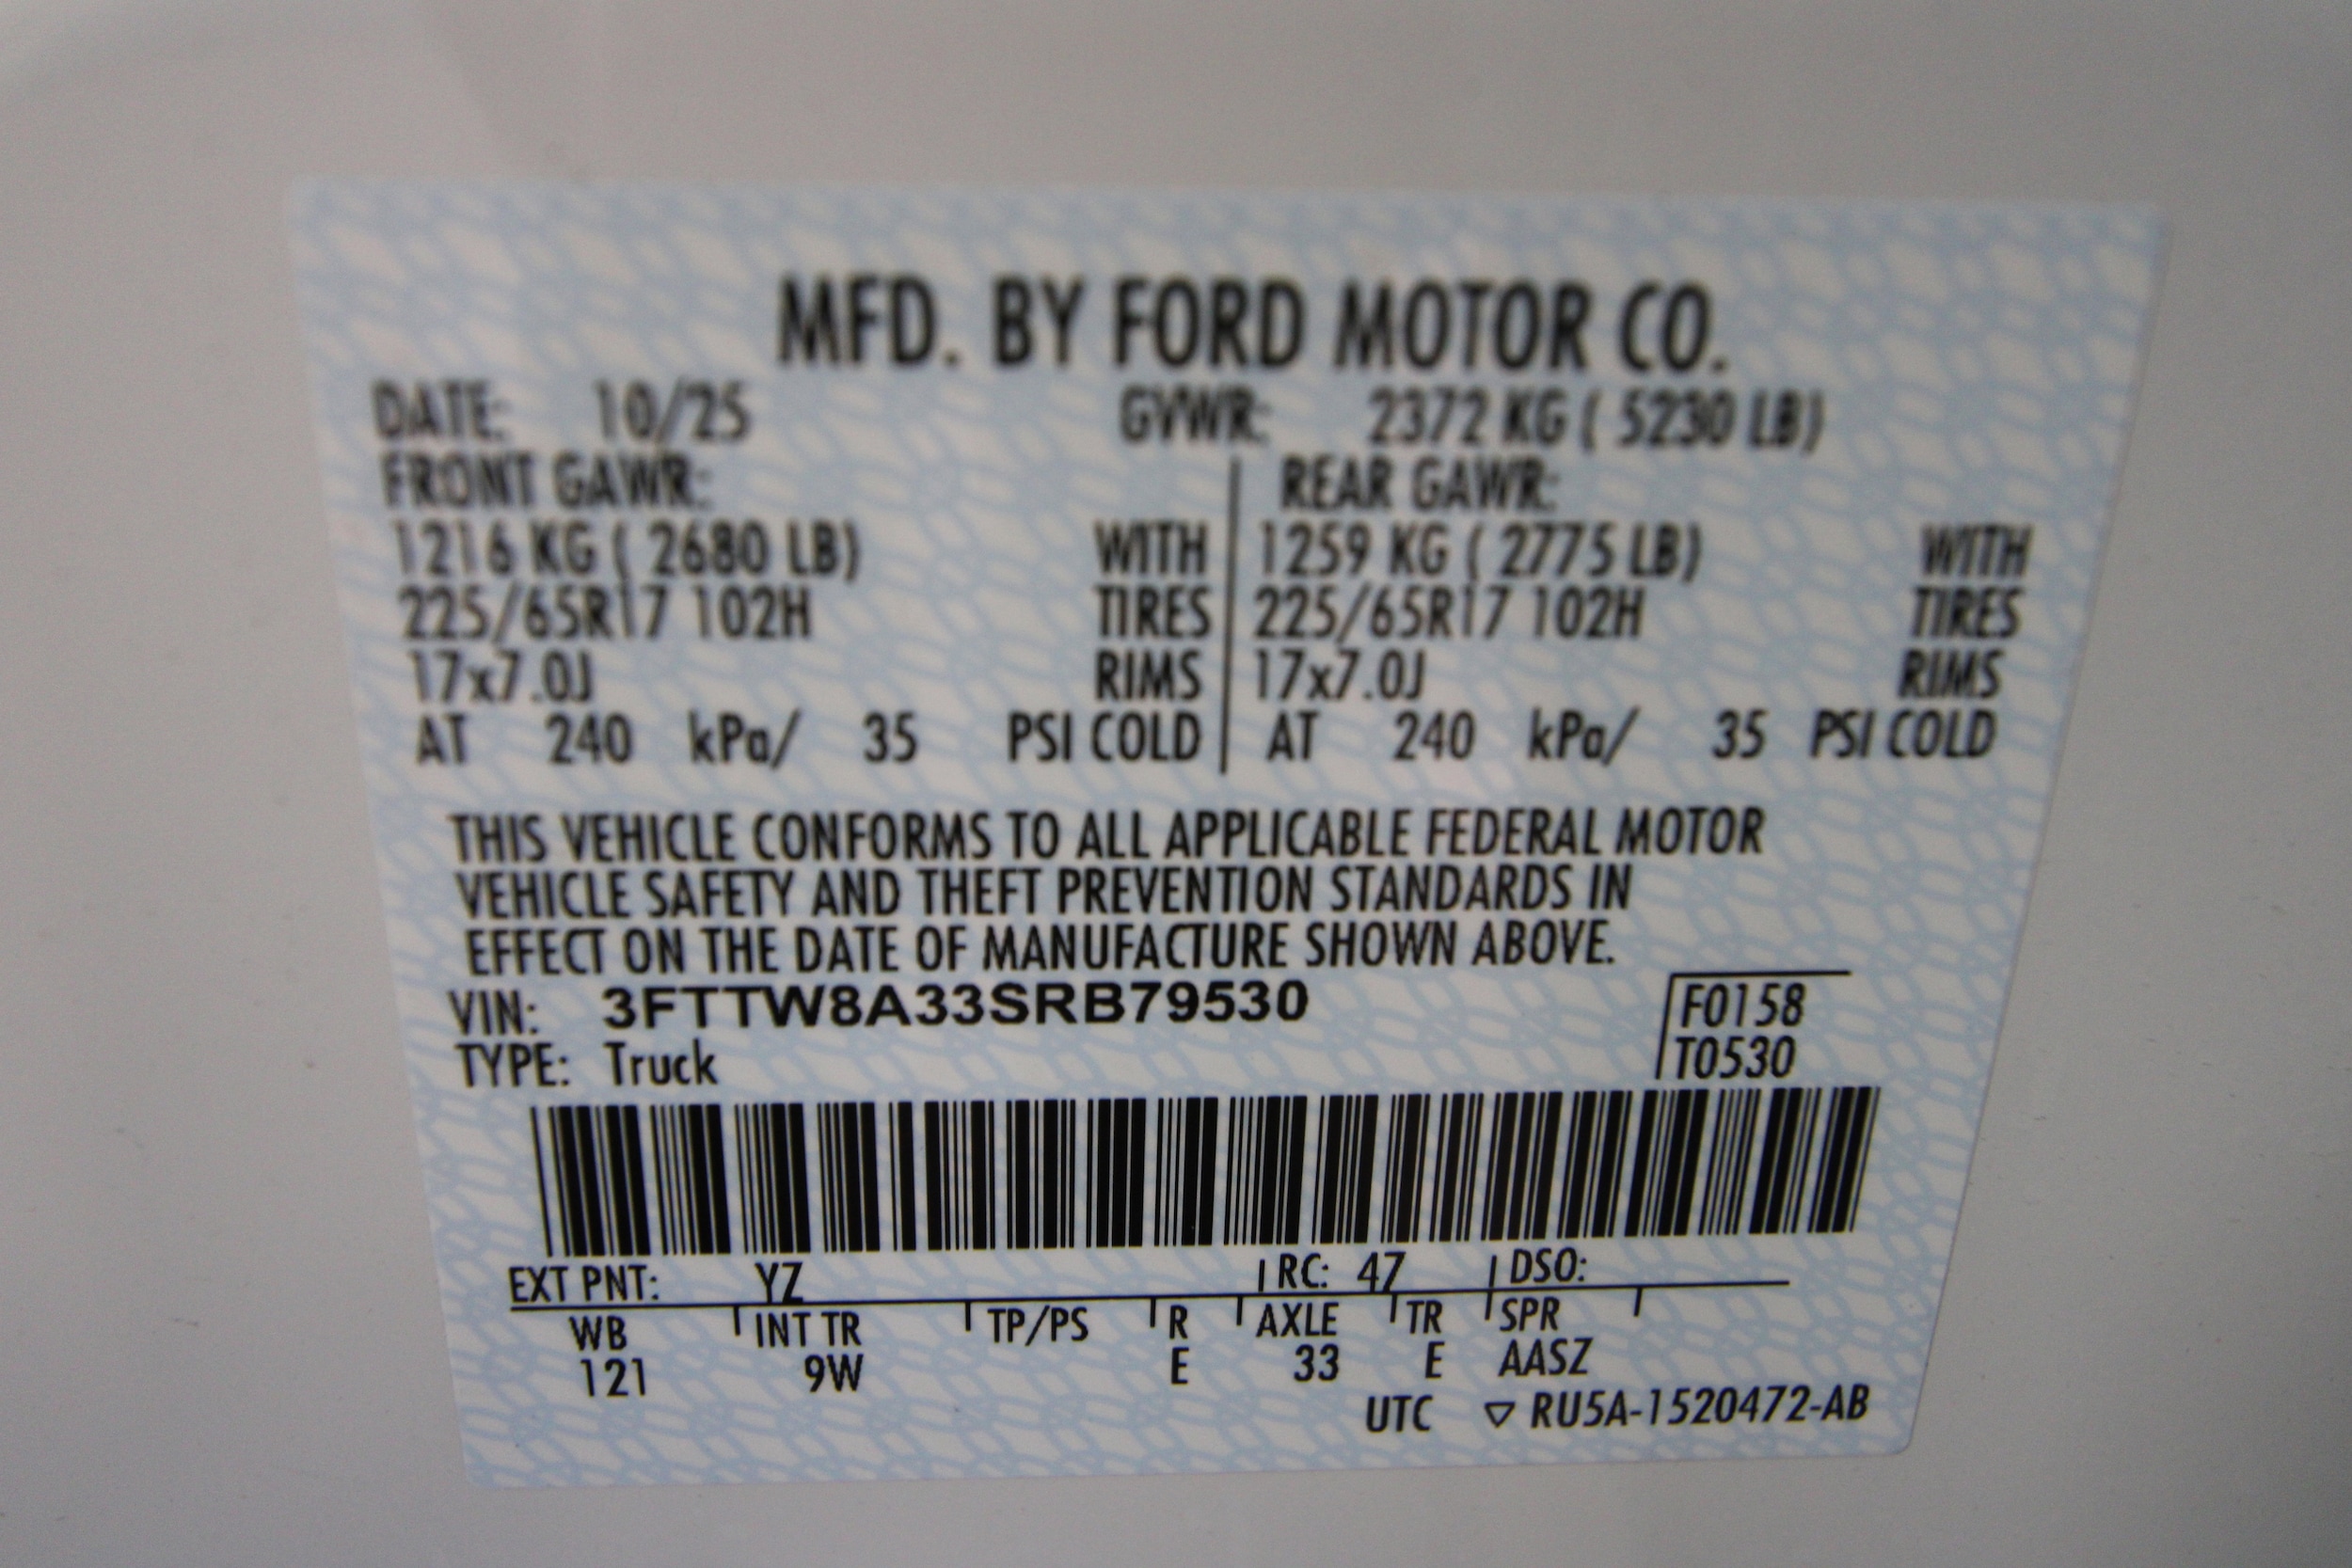 MFD. BY FORD MOTOR CO.
DATE: 10/25 GVWR: 2372 KG ( 5230 LB)
FRONT GAWR: REAR GAWR:
1216 KG ( 2680 LB) WITH 1259 KG ( 2775 LB) WITH
225/65R17 102H TIRES 225/65R17 102H TIRES
17x7.0J RIMS 17x7.0J RIMS
AT 240 kPa/ 35 PSI COLD AT 240 kPa/ 35 PSI COLD
THIS VEHICLE CONFORMS TO ALL APPLICABLE FEDERAL MOTOR
VEHICLE SAFETY AND THEFT PREVENTION STANDARDS IN
EFFECT ON THE DATE OF MANUFACTURE SHOWN ABOVE.
VIN: 3FTTW8A33SRB79530 F0158
TYPE: Truck T0530
EXT PNT: YZ RC: 47 DSO:
WB INT TR TP/PS R AXLE TR SPR
121 9W E 33 E AASZ
UTC ▽ RU5A-1520472-AB